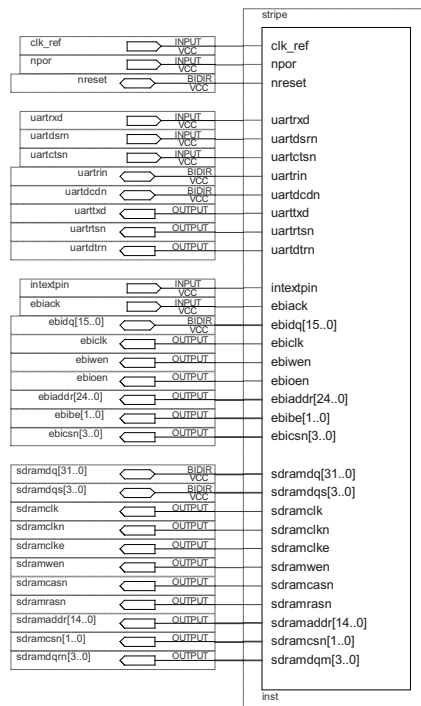 stripe
clk_ref INPUT VCC clk_ref
npor INPUT VCC npor
nreset BIDIR VCC nreset
uartrxd INPUT VCC uartrxd
uartdsrn INPUT VCC uartdsrn
uartctsn INPUT VCC uartctsn
uartrin BIDIR VCC uartrin
uartdcdn BIDIR VCC uartdcdn
uarttxd OUTPUT uarttxd
uartrtsn OUTPUT uartrtsn
uartdtrn OUTPUT uartdtrn
intextpin INPUT VCC intextpin
ebiack INPUT VCC ebiack
ebidq[15..0] BIDIR VCC ebidq[15..0]
ebiclk OUTPUT ebiclk
ebiwen OUTPUT ebiwen
ebioen OUTPUT ebioen
ebiaddr[24..0] OUTPUT ebiaddr[24..0]
ebibe[1..0] OUTPUT ebibe[1..0]
ebicsn[3..0] OUTPUT ebicsn[3..0]
sdramdq[31..0] BIDIR VCC sdramdq[31..0]
sdramdqs[3..0] BIDIR VCC sdramdqs[3..0]
sdramclk OUTPUT sdramclk
sdramclkn OUTPUT sdramclkn
sdramclke OUTPUT sdramclke
sdramwen OUTPUT sdramwen
sdramcasn OUTPUT sdramcasn
sdramrasn OUTPUT sdramrasn
sdramaddr[14..0] OUTPUT sdramaddr[14..0]
sdramcsn[1..0] OUTPUT sdramcsn[1..0]
sdramdqrn[3..0] OUTPUT sdramdqm[3..0]
inst